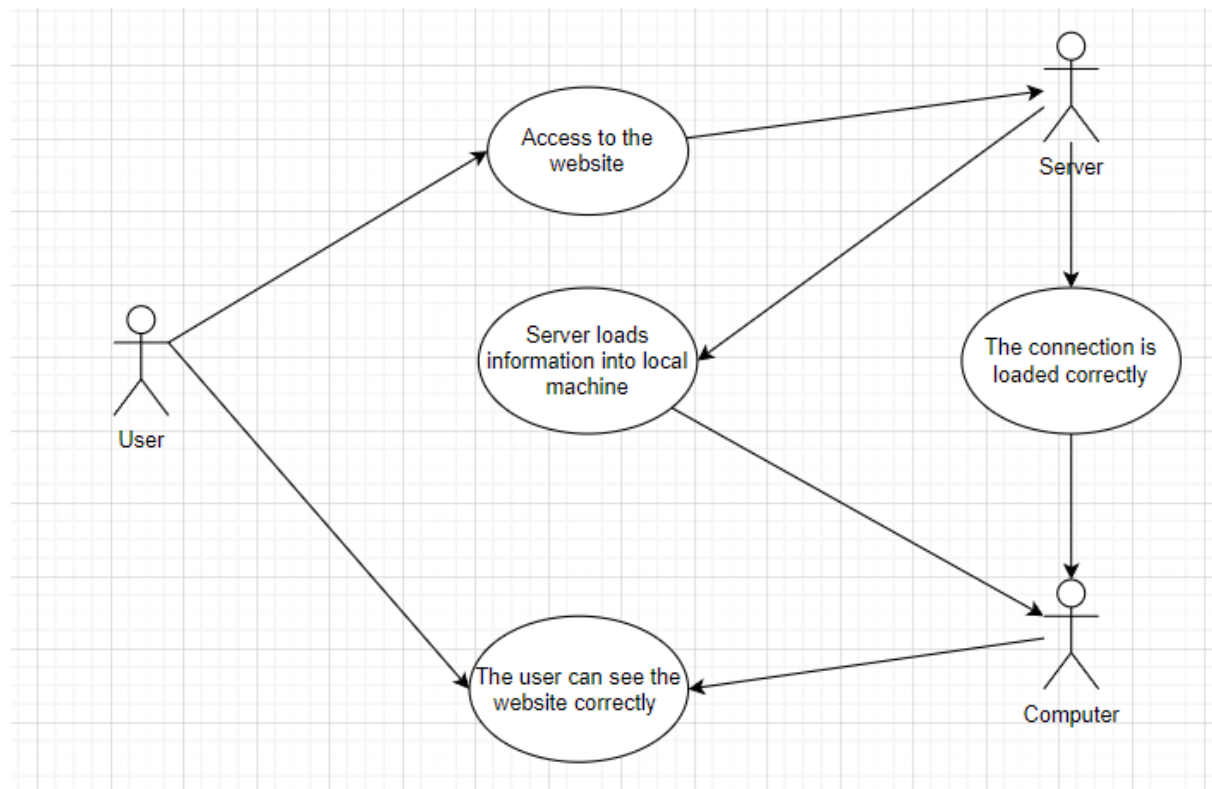 Access to the
website
Server
Server loads
information into local
machine
The connection is
loaded correctly
User
The user can see the
website correctly
Computer